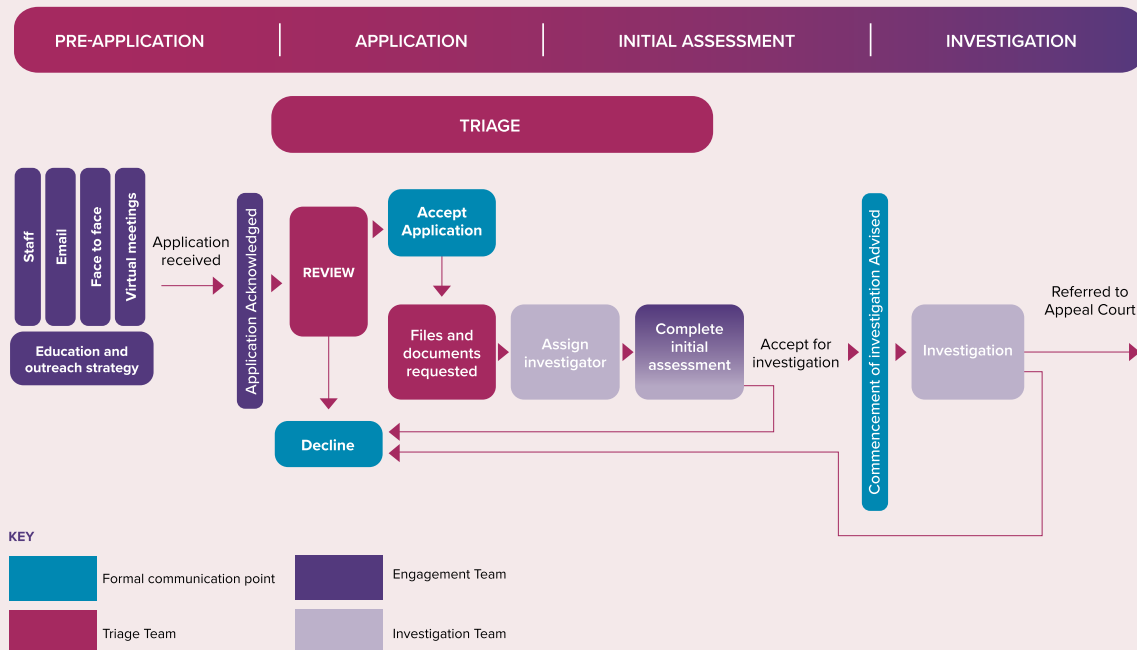 PRE-APPLICATION
APPLICATION
INITIAL ASSESSMENT
INVESTIGATION
TRIAGE
Staff
Email
Face to face
Virtual meetings
Education and
outreach strategy
Application
received
Application Acknowledged
REVIEW
Accept
Application
Files and
documents
requested
Assign
investigator
Complete
initial
assessment
Accept for
investigation
Commencement of investigation Advised
Investigation
Referred to
Appeal Court
Decline
KEY
Formal communication point
Engagement Team
Triage Team
Investigation Team